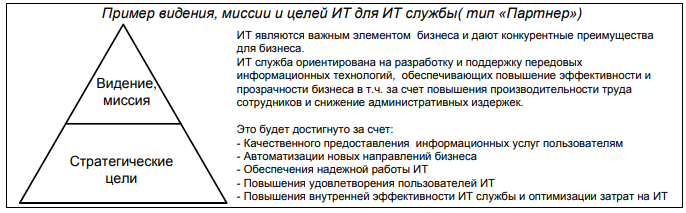 Пример видения, миссии и целей ИТ для ИТ службы( тип «Партнер»)
Видение,
миссия
Стратегические
цели
ИТ являются важным элементом бизнеса и дают конкурентные преимущества
для бизнеса.
ИТ служба ориентирована на разработку и поддержку передовых
информационных технологий, обеспечивающих повышение эффективности и
прозрачности бизнеса в т.ч. за счет повышения производительности труда
сотрудников и снижение административных издержек.
Это будет достигнуто за счет:
- Качественного предоставления информационных услуг пользователям
- Автоматизации новых направлений бизнеса
- Обеспечения надежной работы ИТ
- Повышения удовлетворения пользователей ИТ
- Повышения внутренней эффективности ИТ службы и оптимизации затрат на ИТ